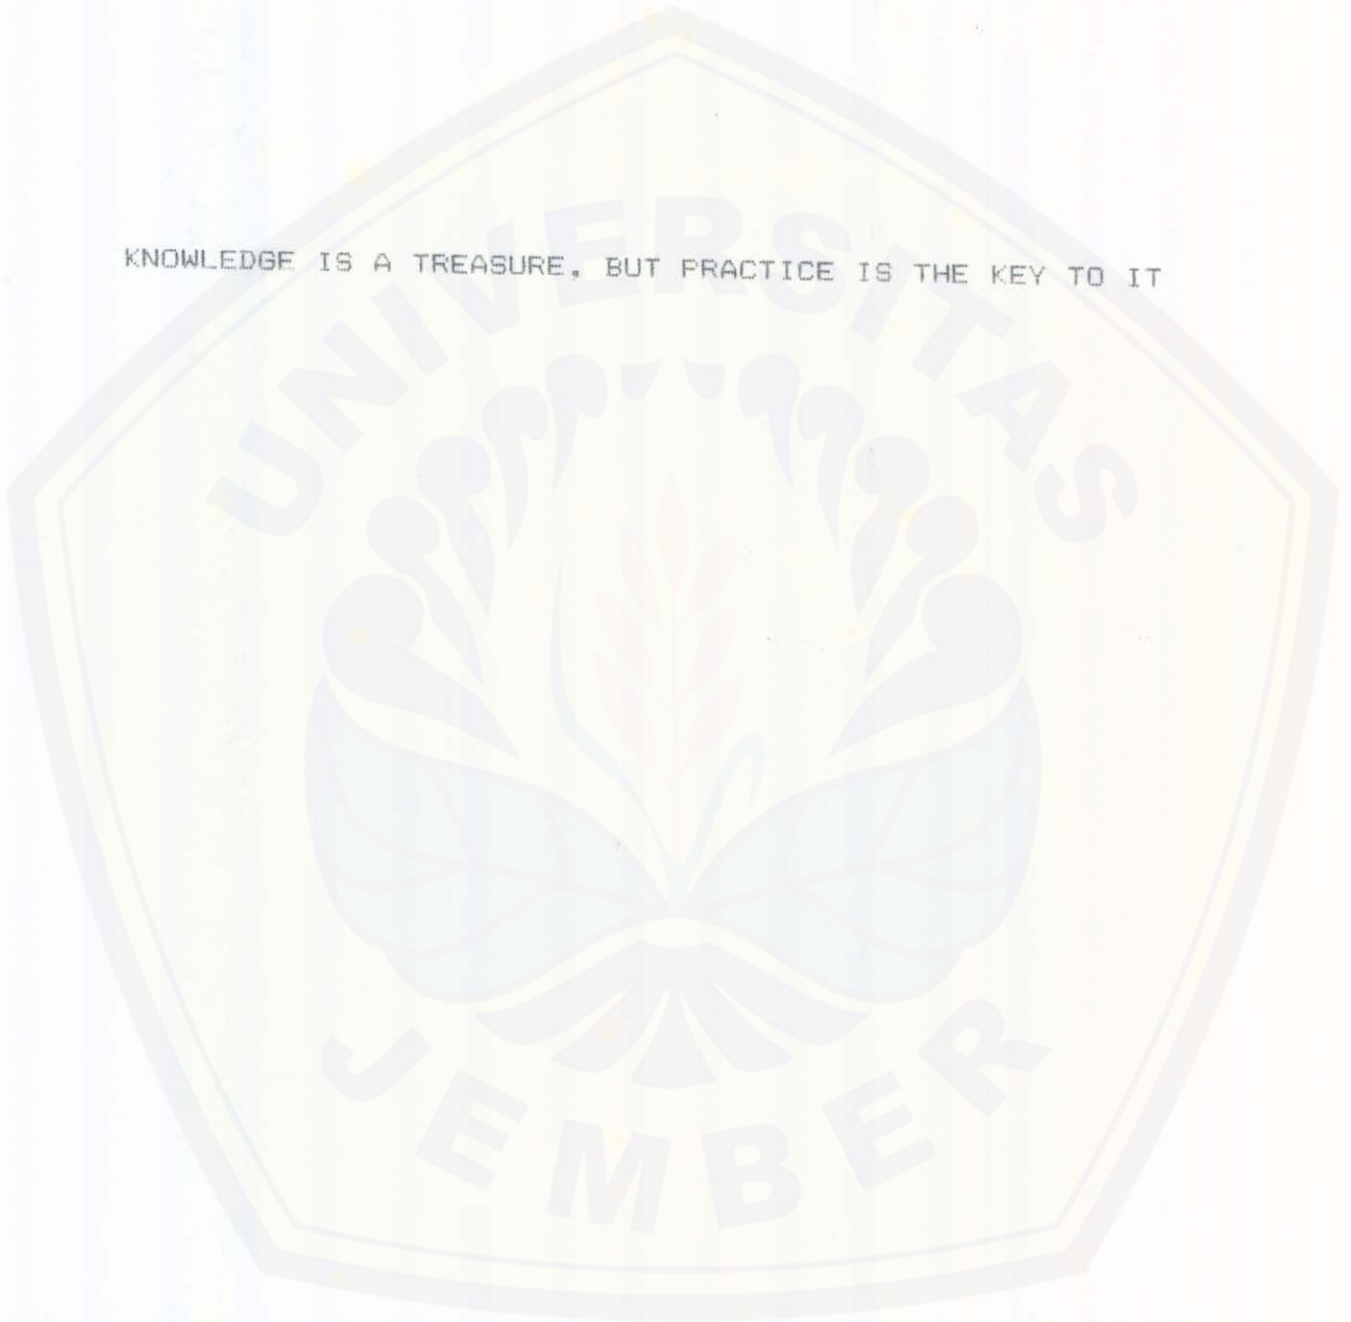 KNOWLEDGE IS A TREASURE, BUT PRACTICE IS THE KEY TO IT
UNIVERSITAS
JEMBER